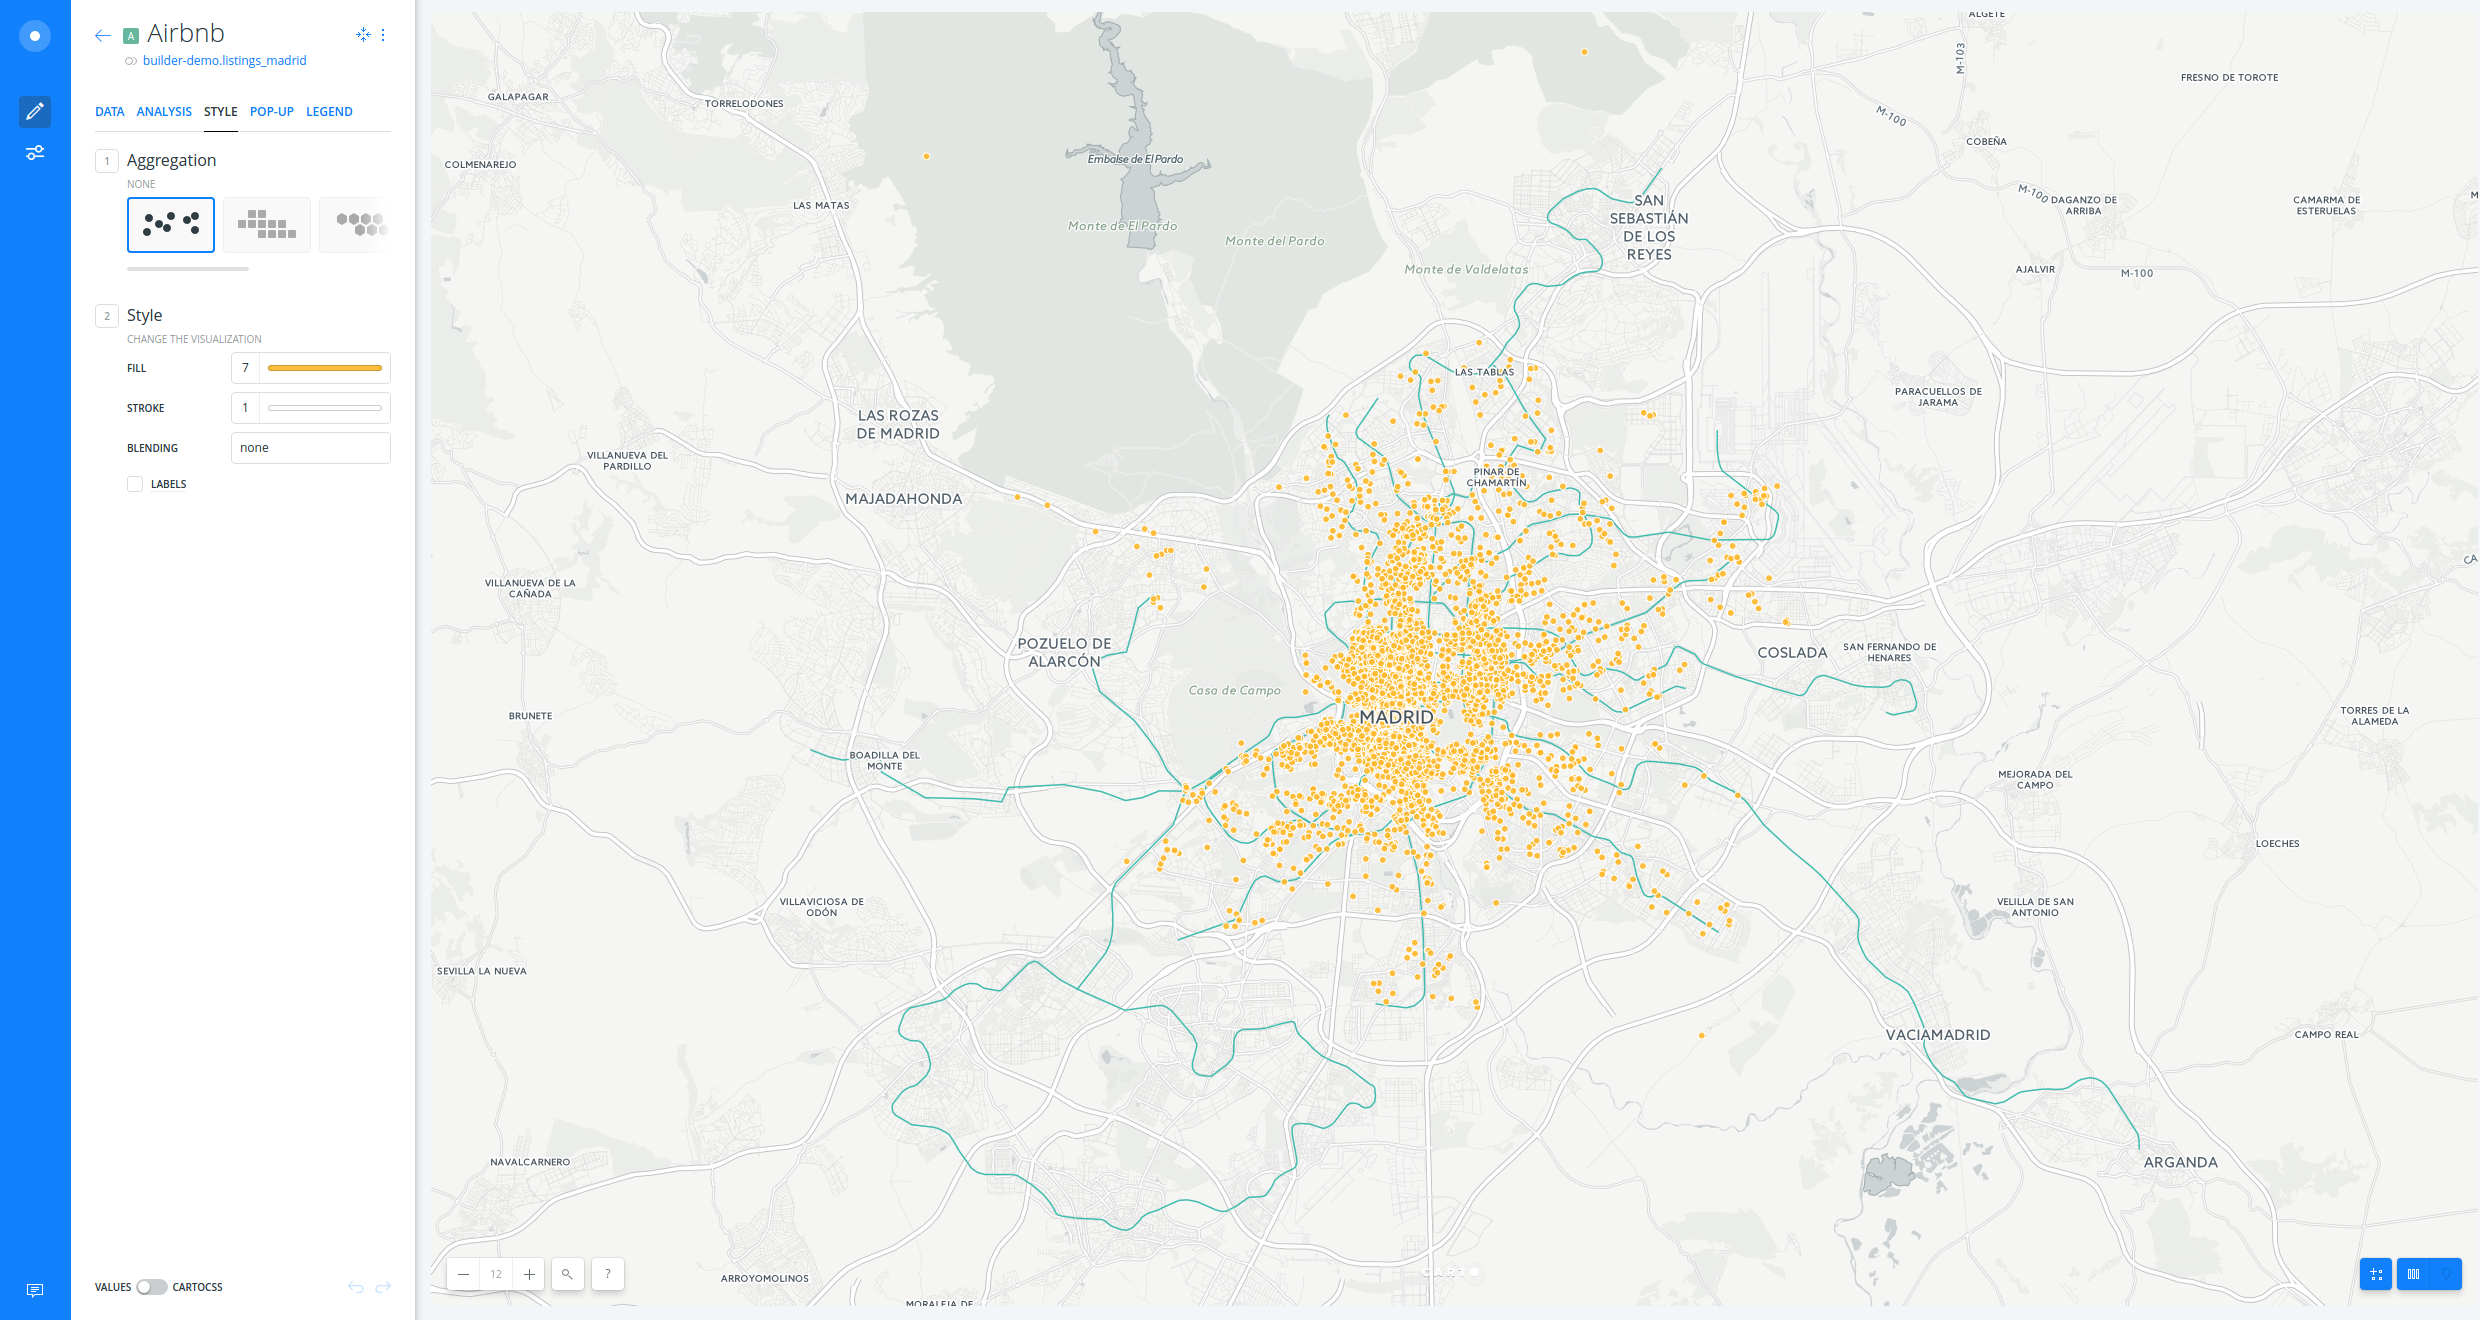 A Airbnb
builder-demo.listings_madrid
DATA ANALYSIS STYLE POP-UP LEGEND
1 Aggregation
NONE
2 Style
CHANGE THE VISUALIZATION
FILL 7
STROKE 1
BLENDING none
LABELS
VALUES CARTOCSS
ALGETE
M-103
FRESNO DE TOROTE
GALAPAGAR
TORRELODONES
M-100
COBEÑA
COLMENAREJO
Embalse de El Pardo
M-100
DAGANZO DE
ARRIBA
CAMARMA DE
ESTERUELAS
LAS MATAS
SAN
SEBASTIÁN
DE LOS
REYES
Monte de El Pardo
Monte del Pardo
Monte de Valdelatas
AJALVIR
M-100
LAS TABLAS
PARACUELLOS DE
JARAMA
LAS ROZAS
DE MADRID
VILLANUEVA DEL
PARDILLO
PINAR DE
CHAMARTÍN
MAJADAHONDA
VILLANUEVA DE LA
CAÑADA
POZUELO DE
ALARCÓN
COSLADA
SAN FERNANDO DE
HENARES
Casa de Campo
BRUNETE
MADRID
TORRES DE LA
ALAMEDA
BOADILLA DEL
MONTE
MEJORADA DEL
CAMPO
LOECHES
VILLAVICIOSA DE
ODÓN
VELILLA DE SAN
ANTONIO
SEVILLA LA NUEVA
VACIAMADRID
CAMPO REAL
NAVALCARNERO
ARGANDA
ARROYOMOLINOS
MORALEJA DE
12
?
CARTO